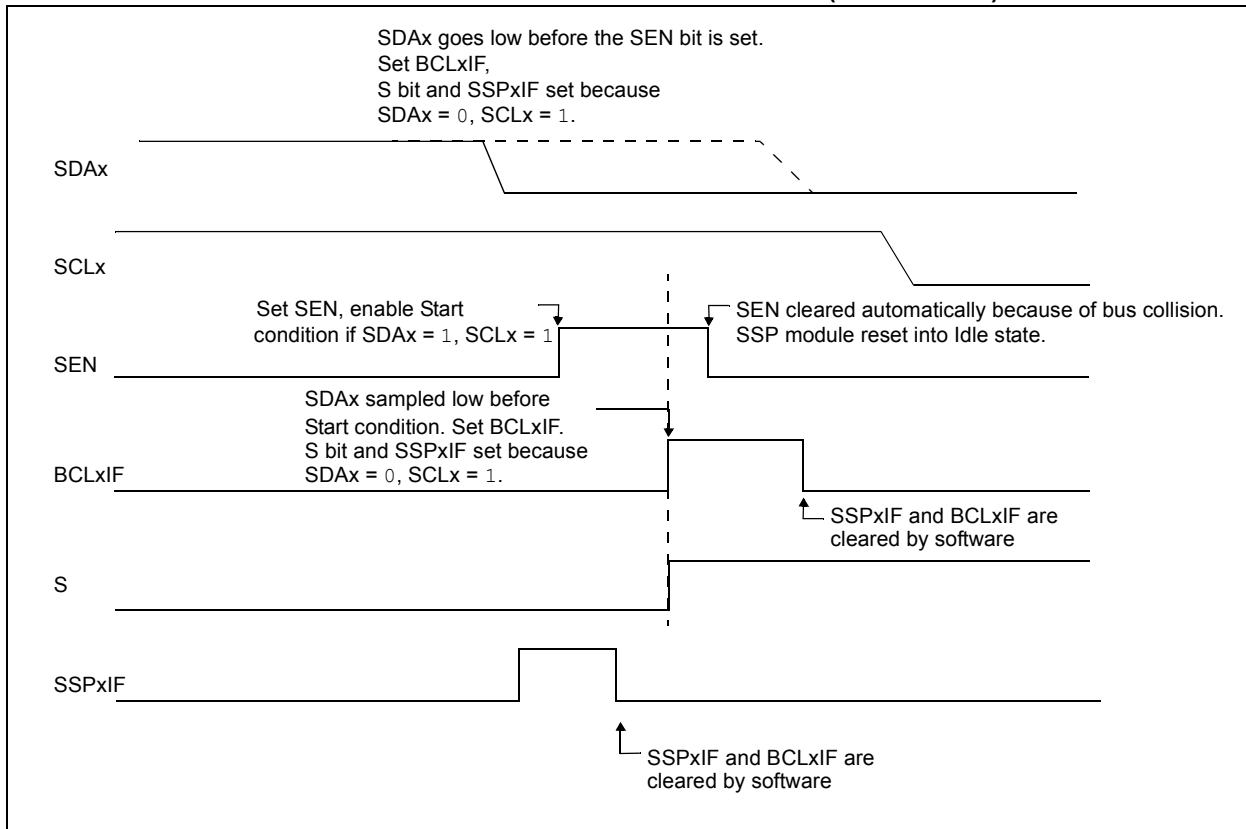 SDAx goes low before the SEN bit is set.
Set BCLxIF,
S bit and SSPxIF set because
SDAx = 0, SCLx = 1.
SDAx
SCLx
Set SEN, enable Start
condition if SDAx = 1, SCLx = 1
SEN cleared automatically because of bus collision.
SSP module reset into Idle state.
SEN
SDAx sampled low before
Start condition. Set BCLxIF.
S bit and SSPxIF set because
SDAx = 0, SCLx = 1.
BCLxIF
SSPxIF and BCLxIF are
cleared by software
S
SSPxIF
SSPxIF and BCLxIF are
cleared by software